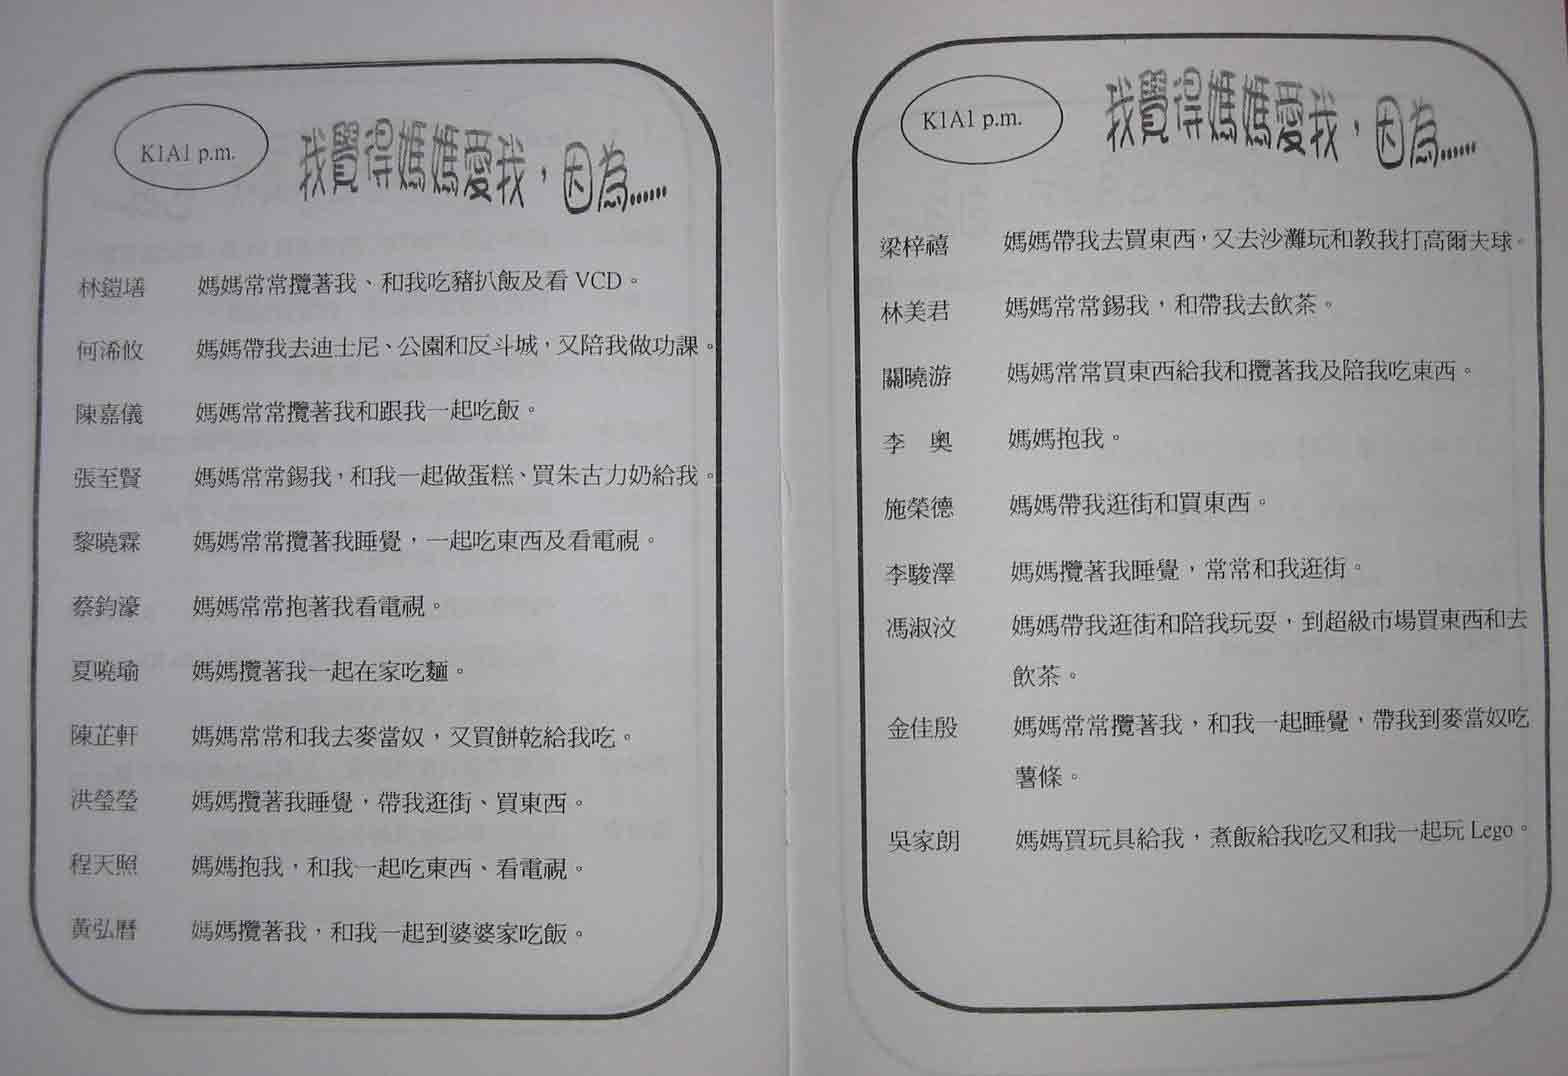 K1A1 p.m.
我覺得媽媽愛我，因為......
林鎧墡 媽媽常常攬著我、和我吃豬扒飯及看 VCD。
何浠攸 媽媽帶我去迪士尼、公園和反斗城，又陪我做功課。
陳嘉儀 媽媽常常攬著我和跟我一起吃飯。
張至賢 媽媽常常錫我，和我一起做蛋糕、買朱古力奶給我。
黎曉霖 媽媽常常攬著我睡覺，一起吃東西及看電視。
蔡鈞濠 媽媽常常抱著我看電視。
夏曉瑜 媽媽攬著我一起在家吃麵。
陳芷軒 媽媽常常和我去麥當奴，又買餅乾給我吃。
洪瑩瑩 媽媽攬著我睡覺，帶我逛街、買東西。
程天照 媽媽抱我，和我一起吃東西、看電視。
黃弘曆 媽媽攬著我，和我一起到婆婆家吃飯。
K1A1 p.m.
我覺得媽媽愛我，因為......
梁梓禧 媽媽帶我去買東西，又去沙灘玩和教我打高爾夫球。
林美君 媽媽常常錫我，和帶我去飲茶。
關曉游 媽媽常常買東西給我和攬著我及陪我吃東西。
李　奧 媽媽抱我。
施榮德 媽媽帶我逛街和買東西。
李駿澤 媽媽攬著我睡覺，常常和我逛街。
馮淑汶 媽媽帶我逛街和陪我玩耍，到超級市場買東西和去
飲茶。
金佳殷 媽媽常常攬著我，和我一起睡覺，帶我到麥當奴吃
薯條。
吳家朗 媽媽買玩具給我，煮飯給我吃又和我一起玩 Lego。